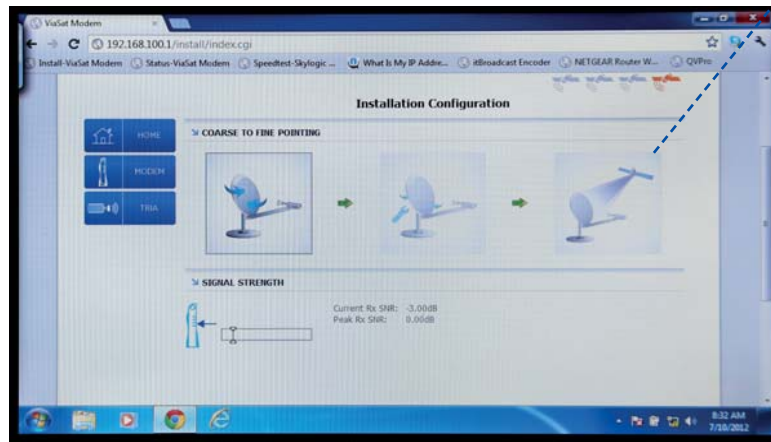 ViaSat Modem
192.168.100.1/install/index.cgi
Install-ViaSat Modem Status-ViaSat Modem Speedtest-Skylogic ... What Is My IP Addre... itBroadcast Encoder NETGEAR Router W... QVPro
Installation Configuration
HOME
COARSE TO FINE POINTING
MODEM
TRIA
SIGNAL STRENGTH
Current Rx SNR: -3.00dB
Peak Rx SNR: 0.00dB
8:32 AM
7/10/2012